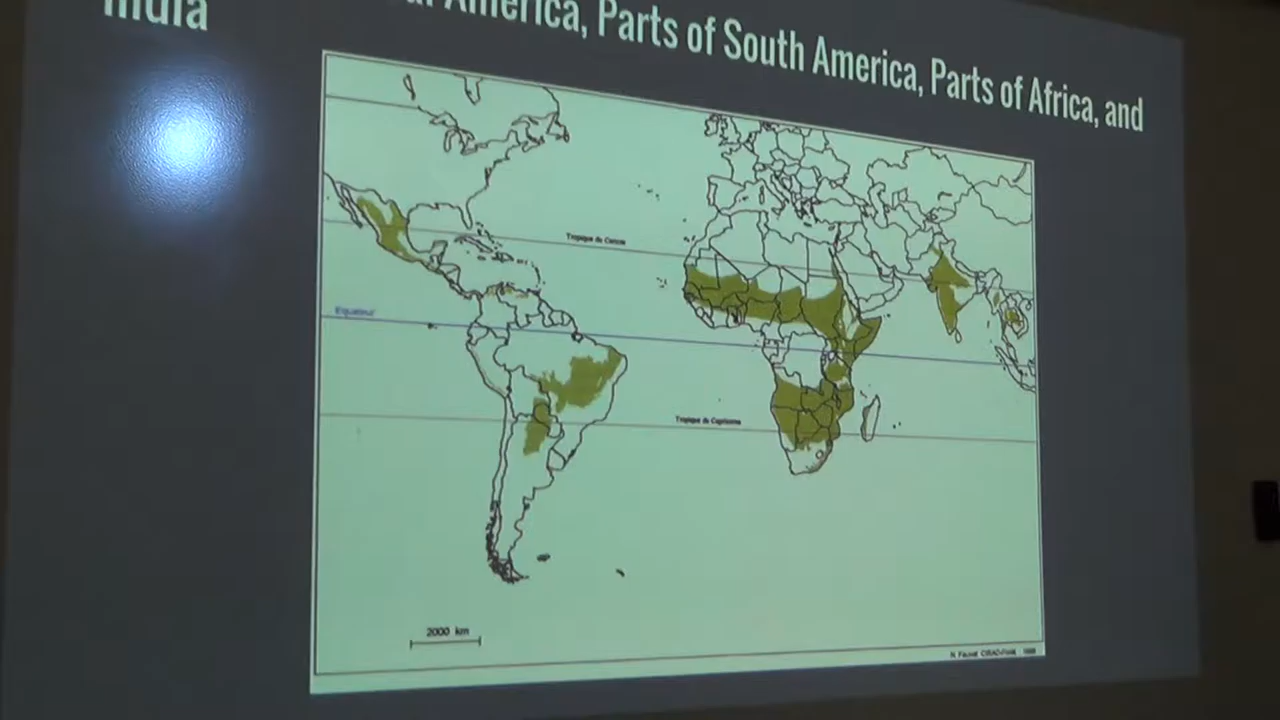 America, Parts of South America, Parts of Africa, and
India
Tropique du Cancer
Equateur
Tropique du Capricorne
2000 km